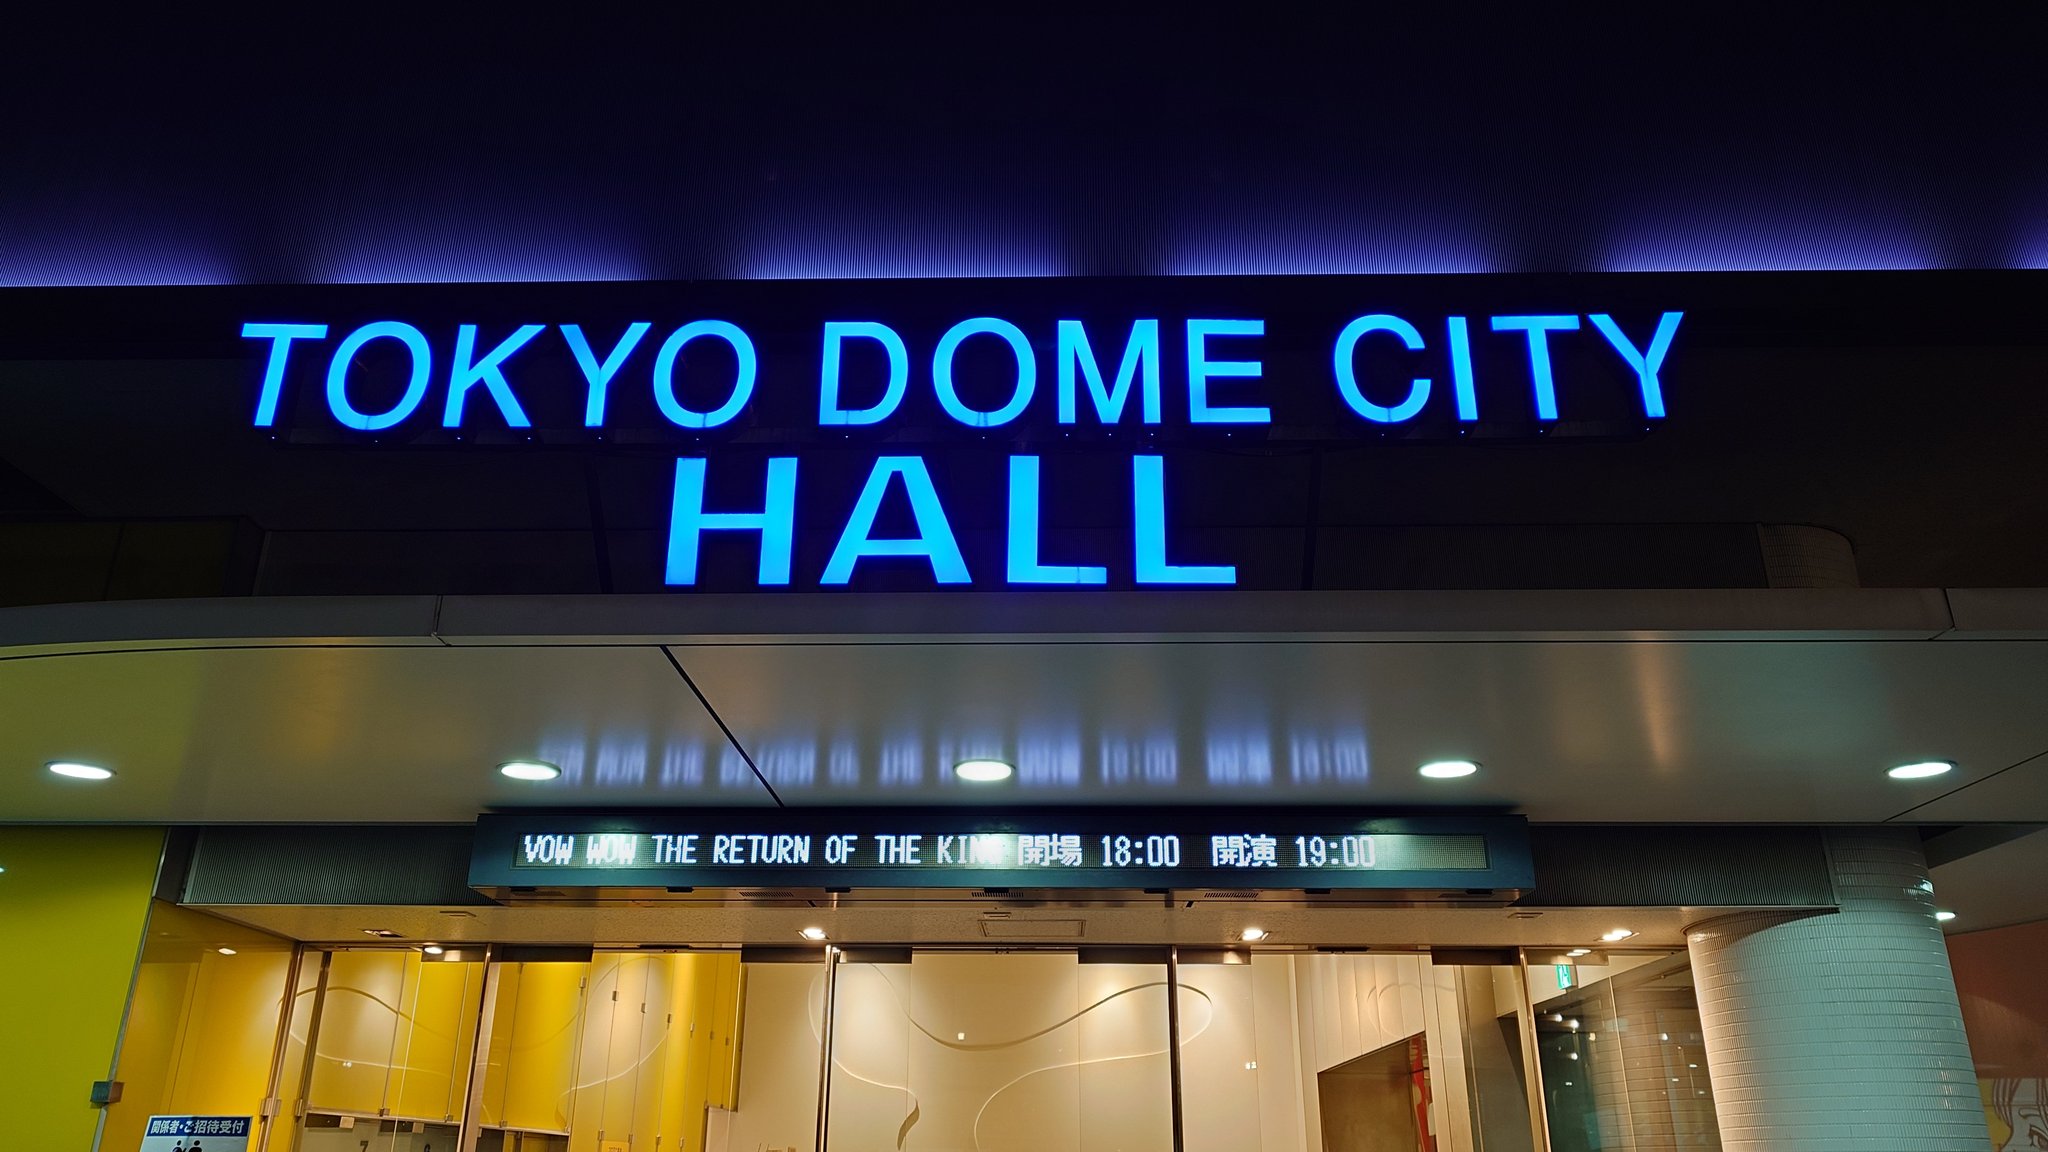 TOKYO DOME CITY
HALL
VOW WOW THE RETURN OF THE KING 開場 18:00 開演 19:00
関係者・ご招待受付